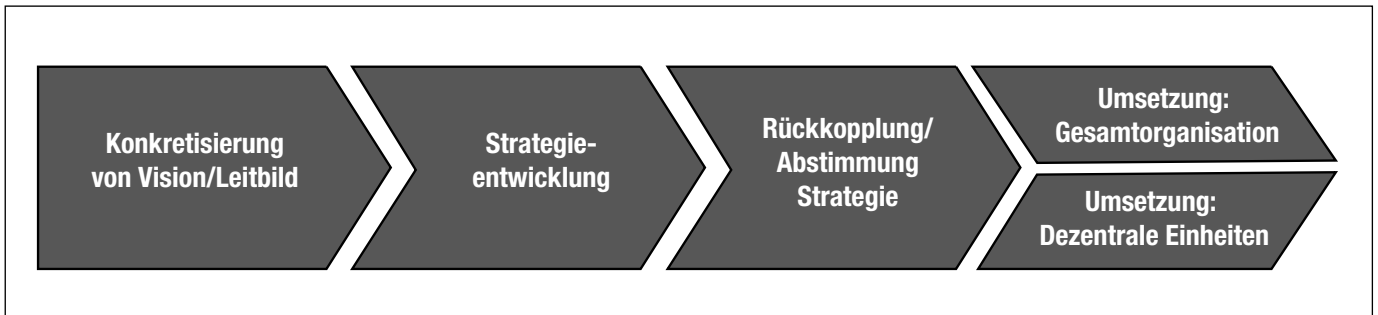 Konkretisierung
von Vision/Leitbild
Strategie-
entwicklung
Rückkopplung/
Abstimmung
Strategie
Umsetzung:
Gesamtorganisation
Umsetzung:
Dezentrale Einheiten